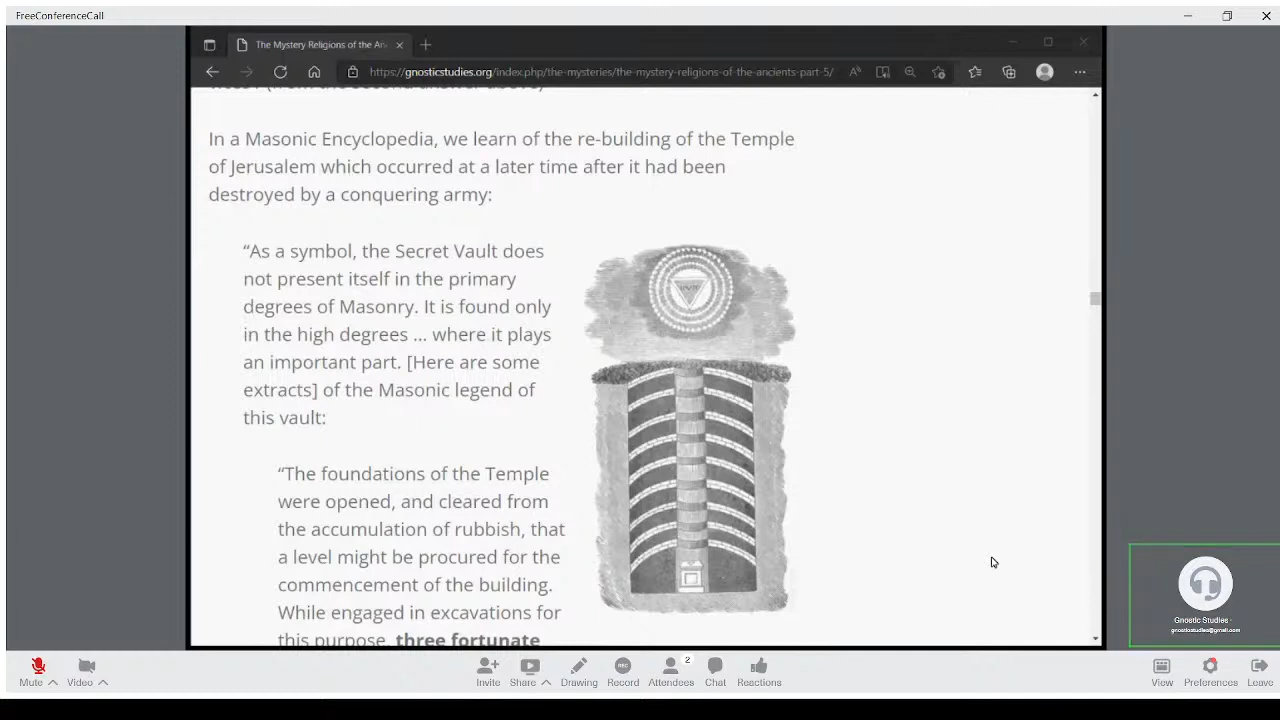 FreeConferenceCall
The Mystery Religions of the An
https://gnosticstudies.org/index.php/the-mysteries/the-mystery-religions-of-the-ancients-part-5/
In a Masonic Encyclopedia, we learn of the re-building of the Temple
of Jerusalem which occurred at a later time after it had been
destroyed by a conquering army:
“As a symbol, the Secret Vault does
not present itself in the primary
degrees of Masonry. It is found only
in the high degrees ... where it plays
an important part. [Here are some
extracts] of the Masonic legend of
this vault:
“The foundations of the Temple
were opened, and cleared from
the accumulation of rubbish, that
a level might be procured for the
commencement of the building.
While engaged in excavations for
this purpose, three fortunate
Gnostic Studies -
gnosticstudies@gmail.com
Mute
Video
Invite
Share
Drawing
REC
Record
2
Attendees
Chat
Reactions
View
Preferences
Leave